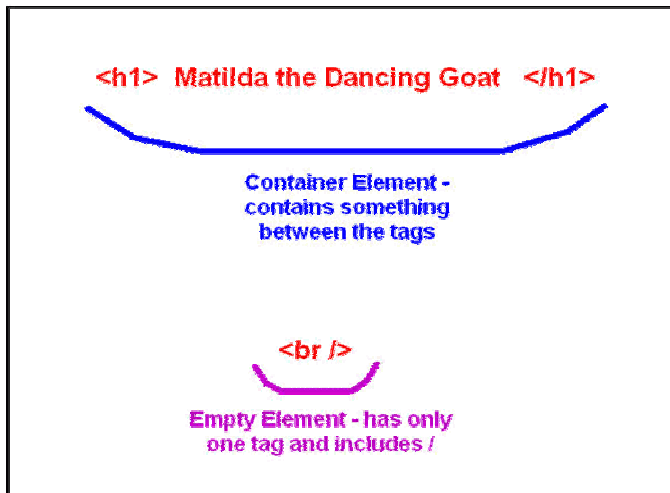 <h1> Matilda the Dancing Goat </h1>
Container Element -
contains something
between the tags
<br />
Empty Element - has only
one tag and includes /